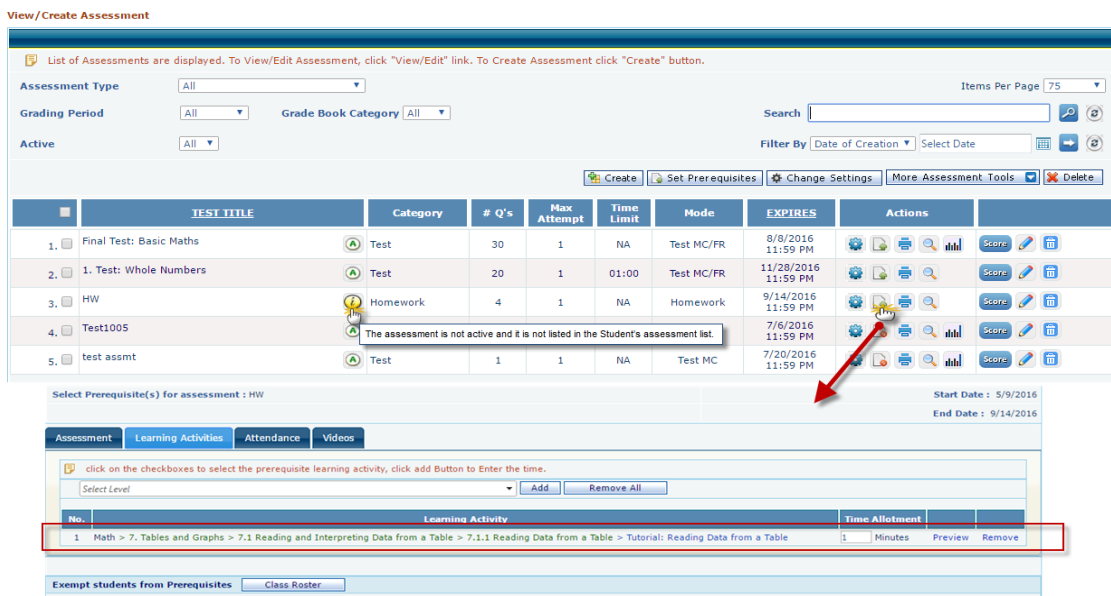 View/Create Assessment
List of Assessments are displayed. To View/Edit Assessment, click "View/Edit" link. To Create Assessment click "Create" button.
Assessment Type All Items Per Page 75
Grading Period All Grade Book Category All Search
Active All Filter By Date of Creation Select Date
Create Set Prerequisites Change Settings More Assessment Tools Delete
TEST TITLE Category # Q's Max Attempt Time Limit Mode EXPIRES Actions
1. Final Test: Basic Maths A Test 30 1 NA Test MC/FR 8/8/2016 11:59 PM Score
2. 1. Test: Whole Numbers A Test 20 1 01:00 Test MC/FR 11/28/2016 11:59 PM Score
3. HW i Homework 4 1 NA Homework 9/14/2016 11:59 PM Score
4. Test1005 A 7/6/2016 11:59 PM Score
The assessment is not active and it is not listed in the Student's assessment list.
5. test assmt A Test 1 1 NA Test MC 7/20/2016 11:59 PM Score
Select Prerequisite(s) for assessment : HW Start Date : 5/9/2016
End Date : 9/14/2016
Assessment Learning Activities Attendance Videos
click on the checkboxes to select the prerequisite learning activity, click add Button to Enter the time.
Select Level Add Remove All
No. Learning Activity Time Allotment
1 Math > 7. Tables and Graphs > 7.1 Reading and Interpreting Data from a Table > 7.1.1 Reading Data from a Table > Tutorial: Reading Data from a Table 1 Minutes Preview Remove
Exempt students from Prerequisites Class Roster